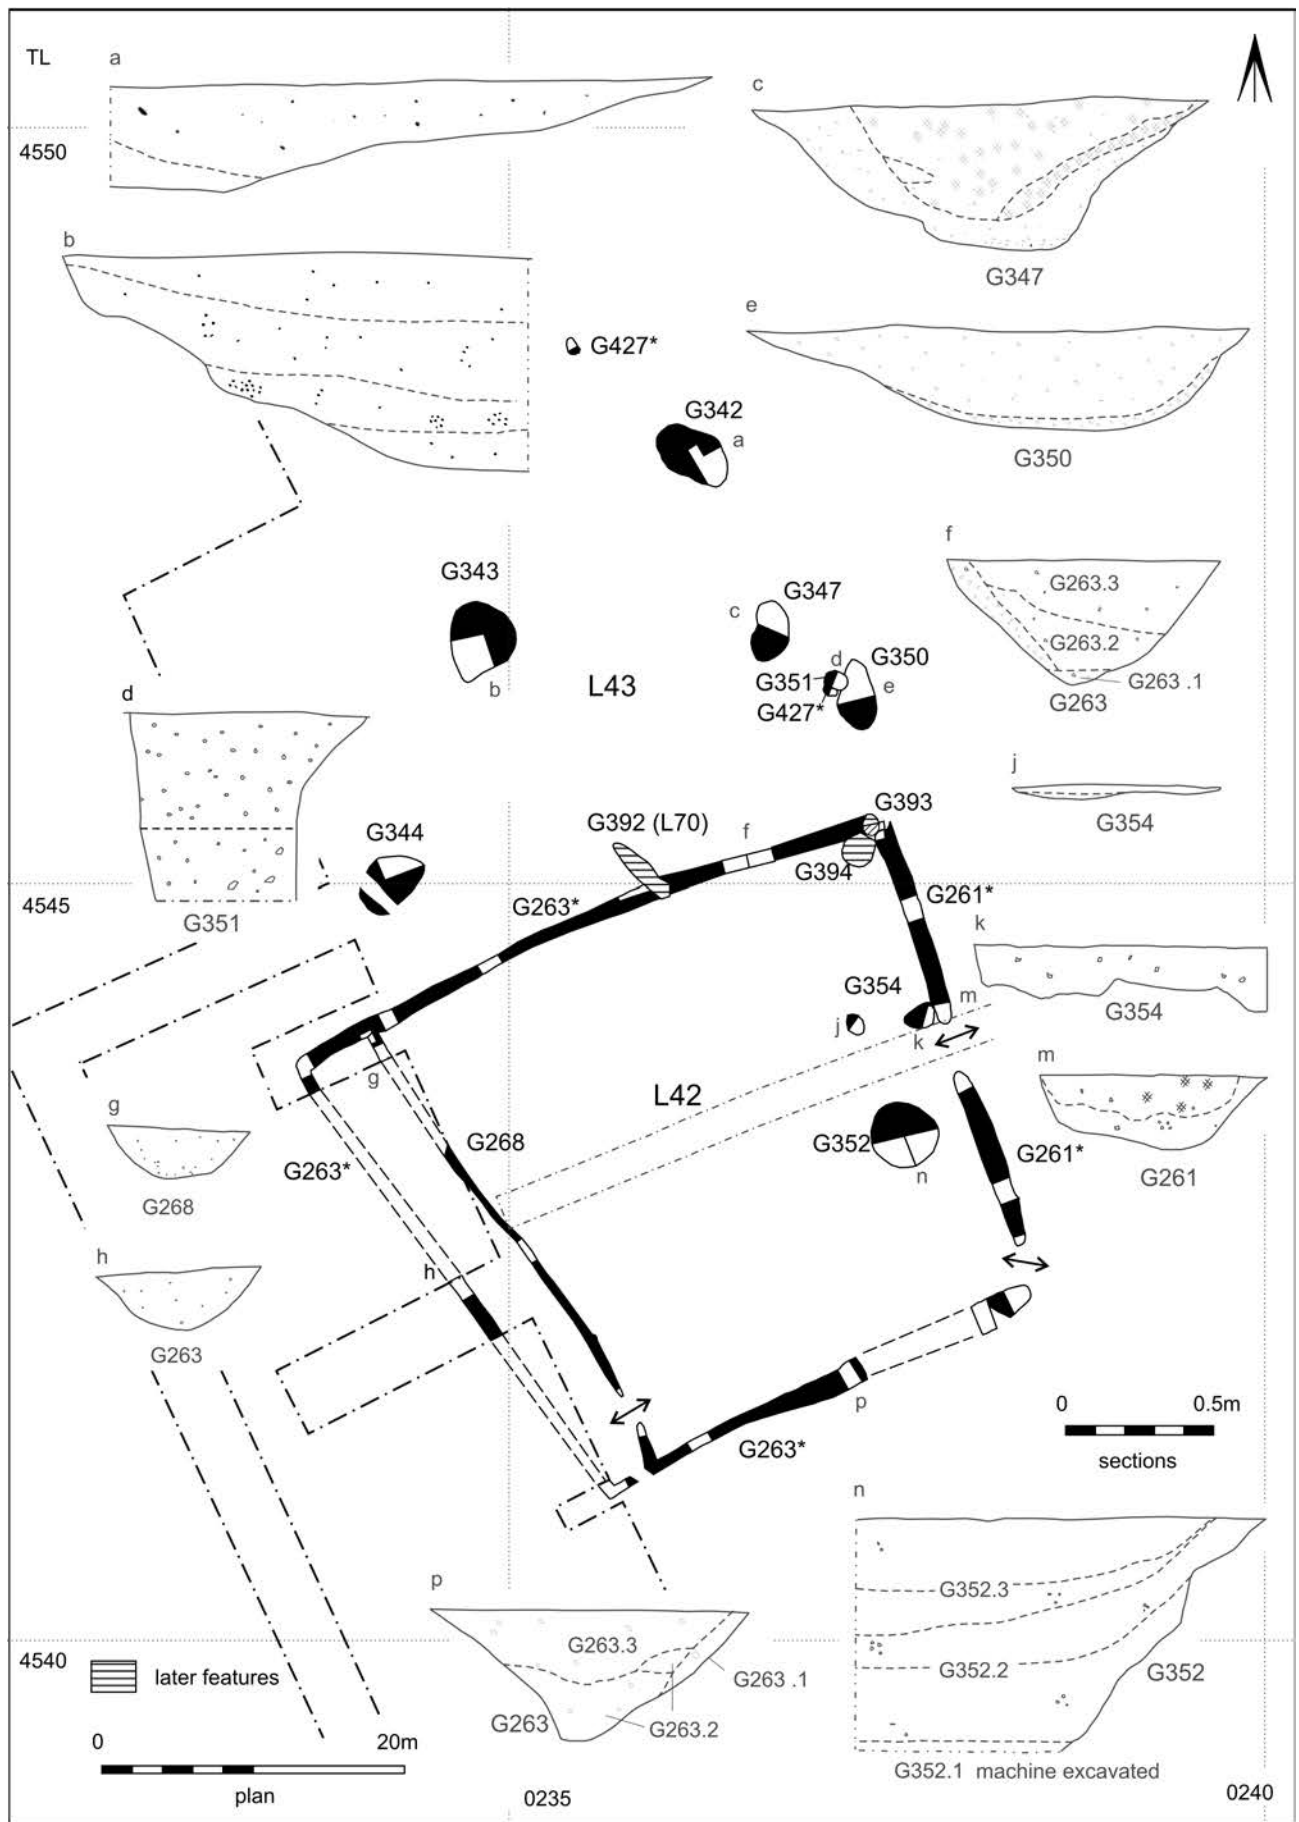 TL
a
c
4550
b
G347
e
G427*
G342
a
G350
f
G343
G347
G263.3
c
d
G350
G263.2
G351
e
L43
G263 .1
b
G427*
G263
d
j
G393
G344
G392 (L70)
f
G354
G394
4545
G263*
G261*
G351
k
G354
m
j
k
G354
g
L42
m
g
G352
G268
G263*
G261*
n
G268
G261
h
h
G263
0
0.5m
p
G263*
sections
n
p
G352.3
G263.3
4540
G352.2
G263 .1
G352
later features
G263
G263.2
0
20m
G352.1 machine excavated
plan
0235
0240